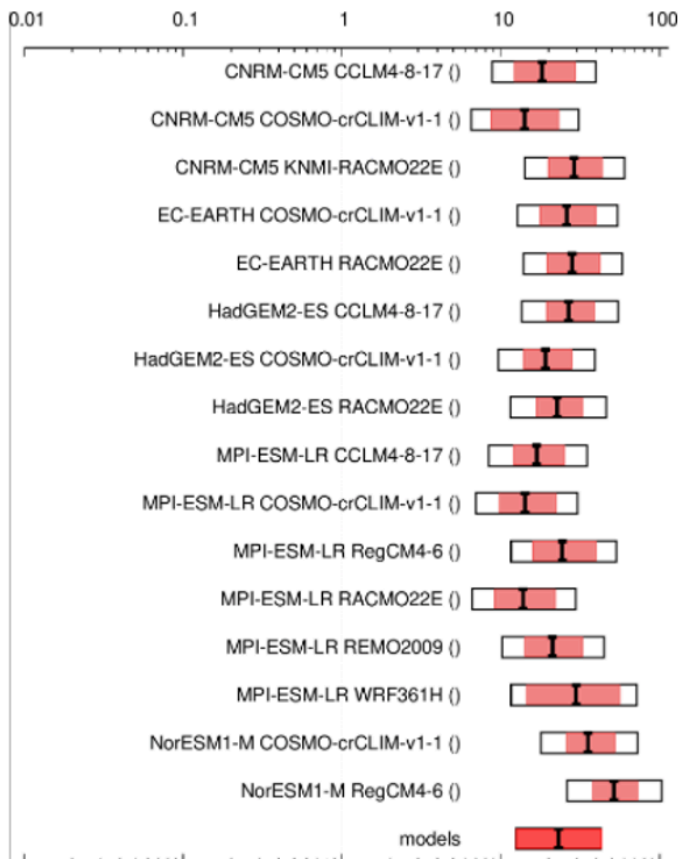 0.01 0.1 1 10 100
CNRM-CM5 CCLM4-8-17 ()
CNRM-CM5 COSMO-crCLIM-v1-1 ()
CNRM-CM5 KNMI-RACMO22E ()
EC-EARTH COSMO-crCLIM-v1-1 ()
EC-EARTH RACMO22E ()
HadGEM2-ES CCLM4-8-17 ()
HadGEM2-ES COSMO-crCLIM-v1-1 ()
HadGEM2-ES RACMO22E ()
MPI-ESM-LR CCLM4-8-17 ()
MPI-ESM-LR COSMO-crCLIM-v1-1 ()
MPI-ESM-LR RegCM4-6 ()
MPI-ESM-LR RACMO22E ()
MPI-ESM-LR REMO2009 ()
MPI-ESM-LR WRF361H ()
NorESM1-M COSMO-crCLIM-v1-1 ()
NorESM1-M RegCM4-6 ()
models